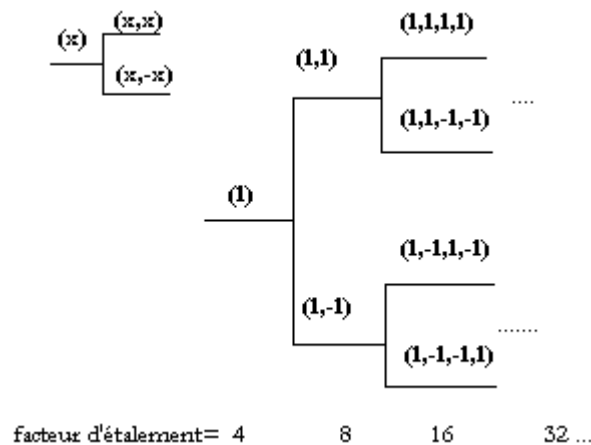 (x)
(x,x)
(x,-x)
(1)
(1,1)
(1,-1)
(1,1,1,1)
(1,1,-1,-1)
....
(1,-1,1,-1)
(1,-1,-1,1)
.......
facteur d'étalement= 4 8 16 32 ...